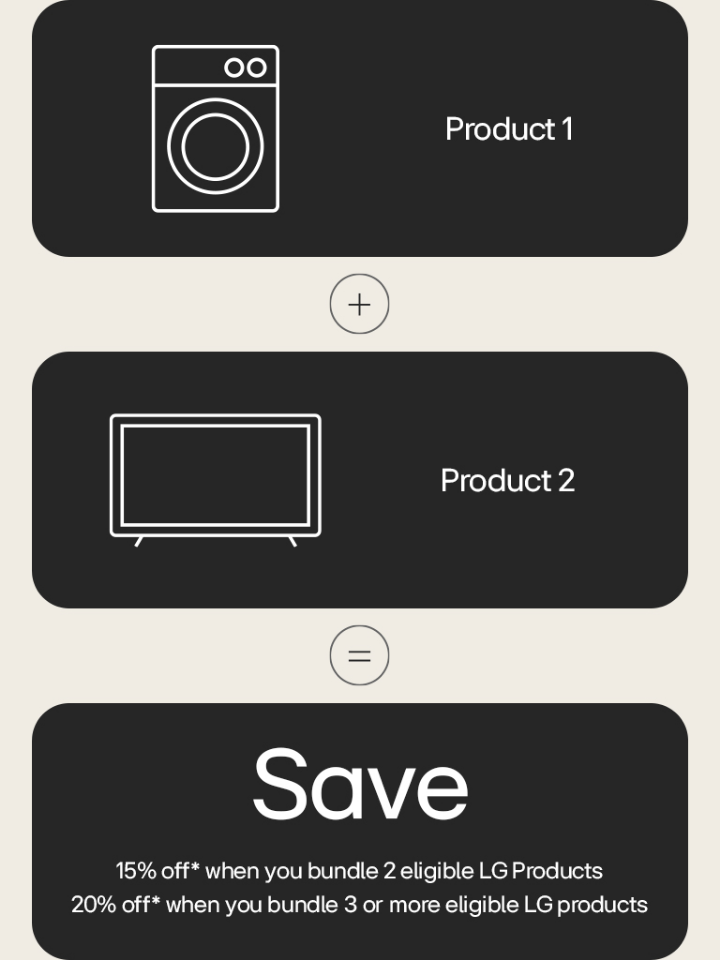 Product 1
+
Product 2
=
Save
15% off* when you bundle 2 eligible LG Products
20% off* when you bundle 3 or more eligible LG products